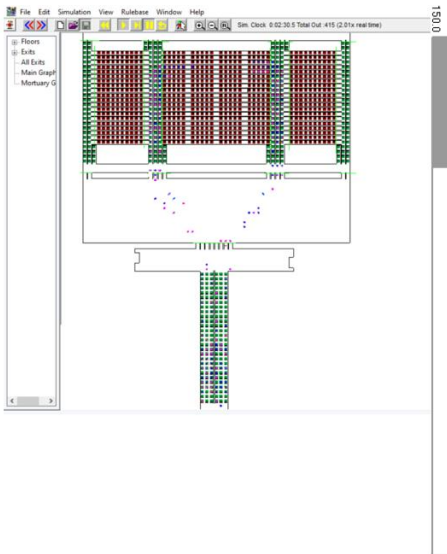 File Edit Simulation View Rulebase Window Help
Sim. Clock 0:02:30.5 Total Out :415 (2.01x real time)
Floors
Exits
All Exits
Main Graph
Mortuary G
150.0